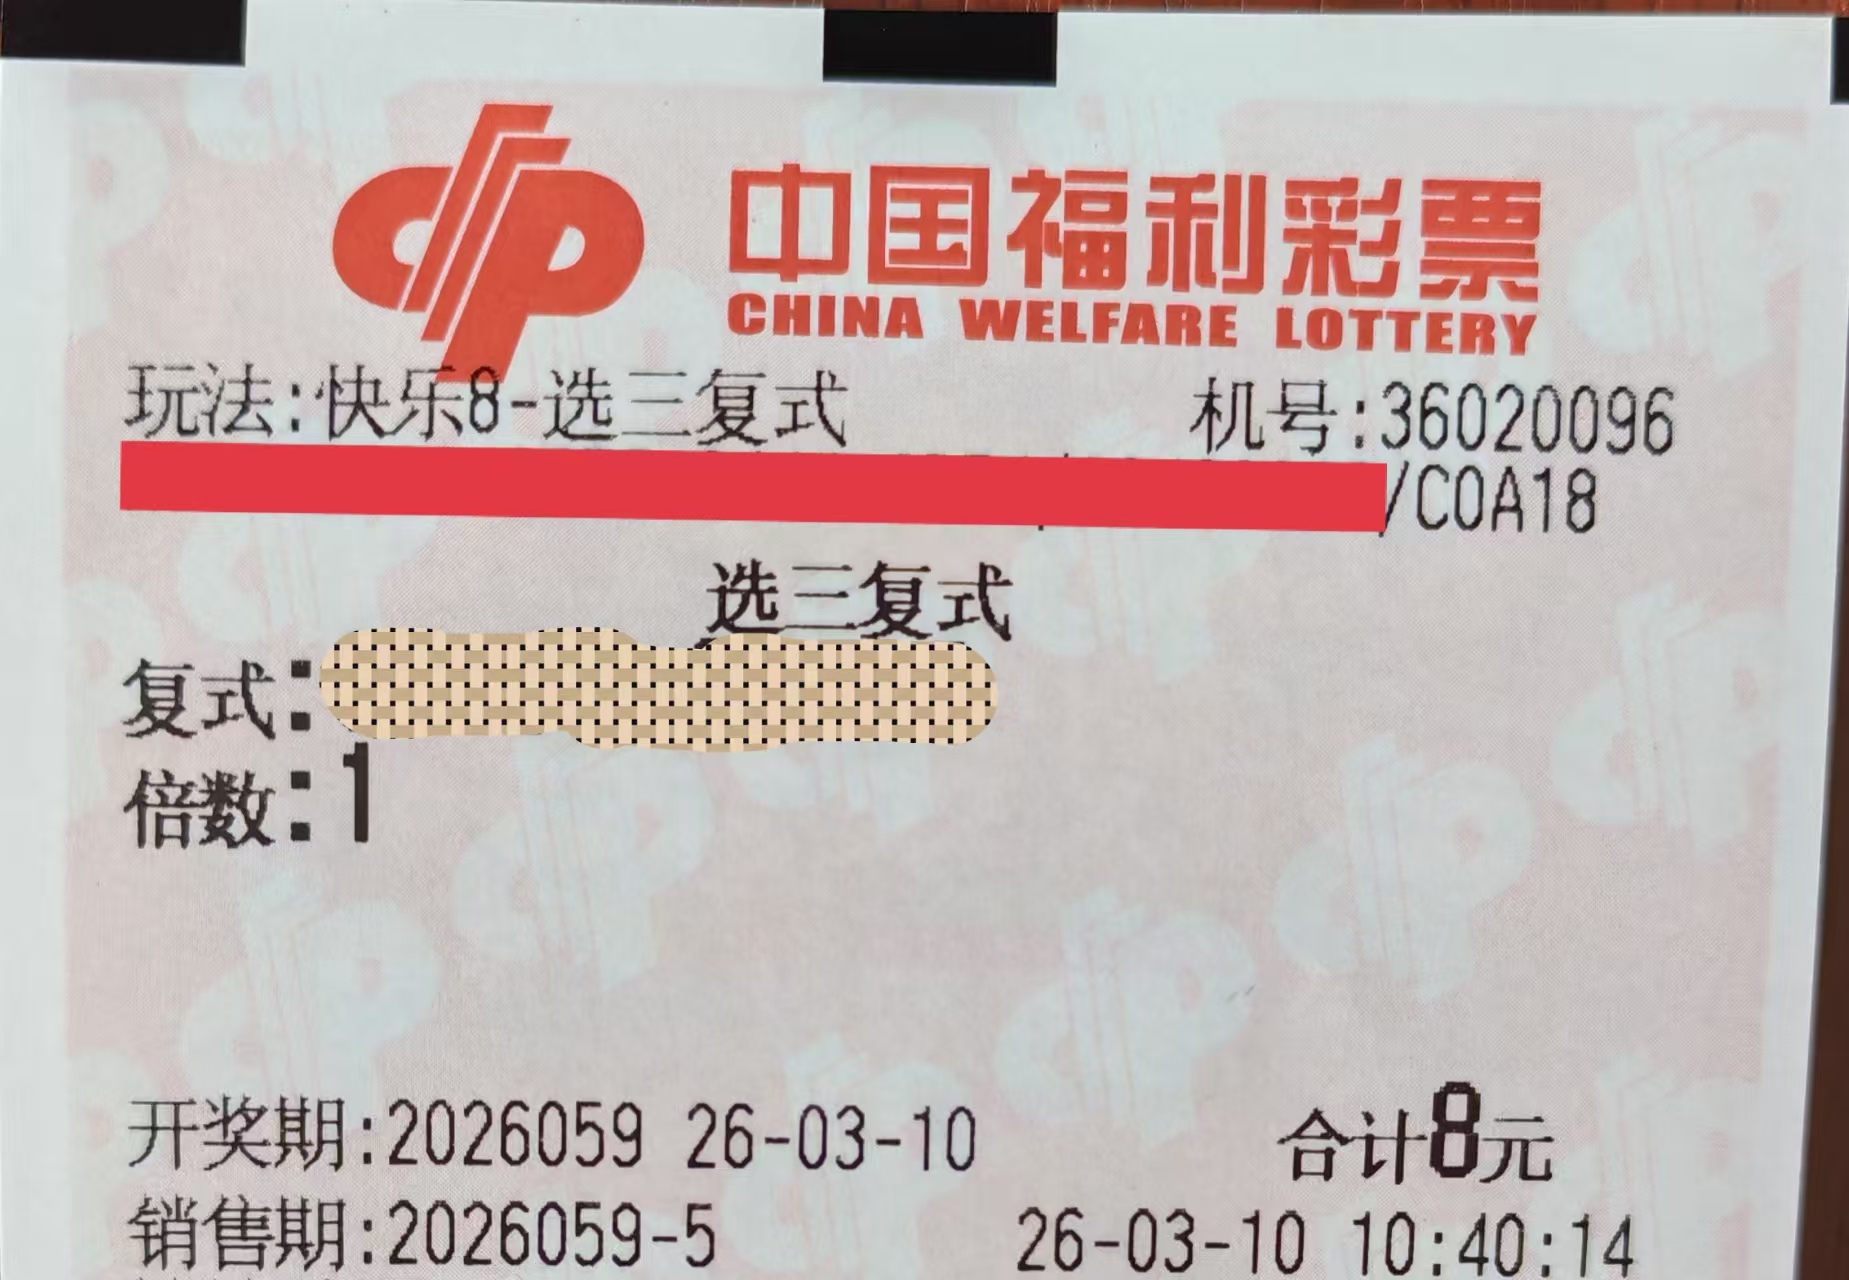 中国福利彩票
CHINA WELFARE LOTTERY
玩法:快乐8-选三复式 机号:36020096
/C0A18
选三复式
复式:
倍数:1
开奖期:2026059 26-03-10 合计8元
销售期:2026059-5 26-03-10 10:40:14